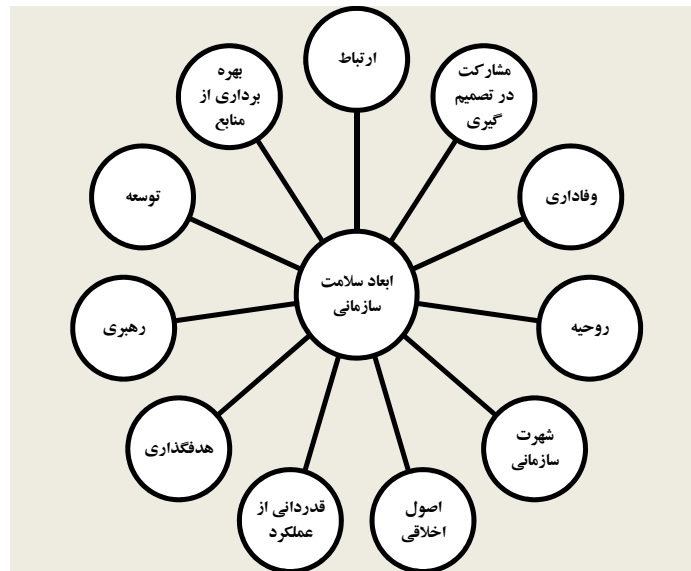 ارتباط
مشارکت
در تصمیم
گیری
وفاداری
روحیه
شهرت
سازمانی
اصول
اخلاقی
قدردانی از
عملکرد
هدفگذاری
رهبری
توسعه
بهره
برداری از
منابع
ابعاد سلامت
سازمانی